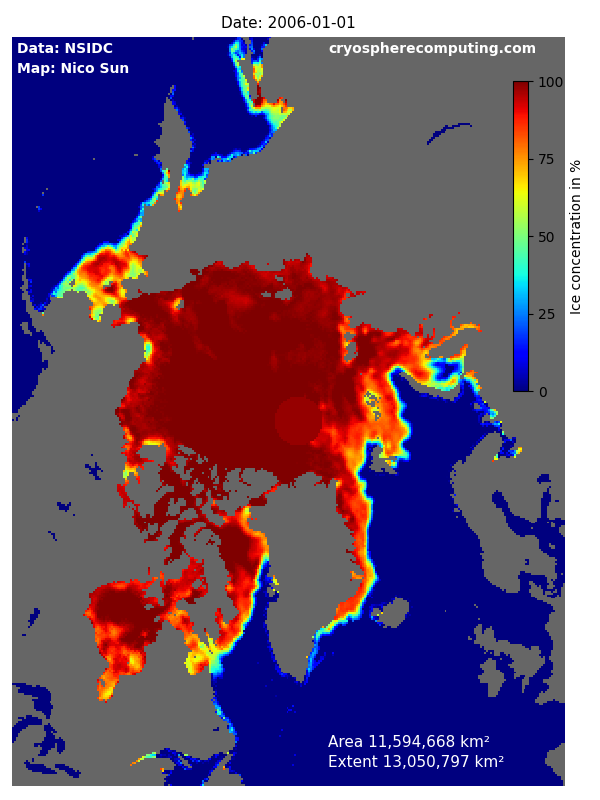 Date: 2006-01-01
Data: NSIDC
Map: Nico Sun
cryospherecomputing.com
100
75
50
25
0
Ice concentration in %
Area 11,594,668 km²
Extent 13,050,797 km²